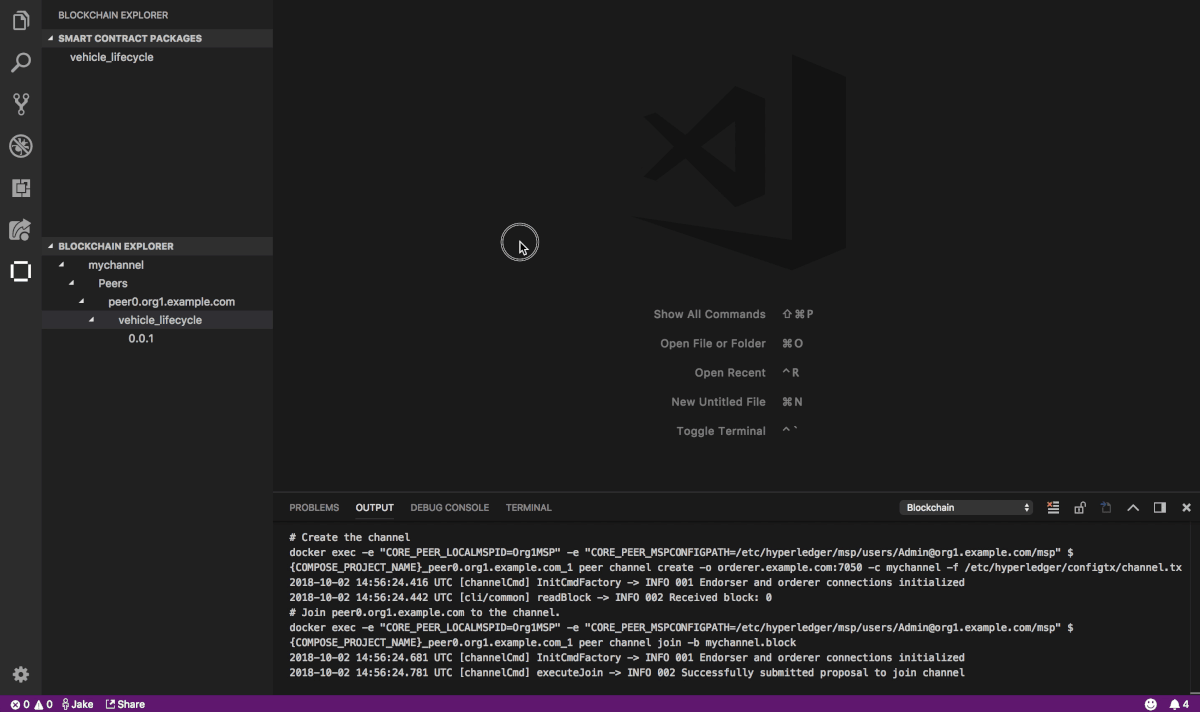 BLOCKCHAIN EXPLORER
SMART CONTRACT PACKAGES
vehicle_lifecycle
BLOCKCHAIN EXPLORER
mychannel
Peers
peer0.org1.example.com
vehicle_lifecycle
0.0.1
Show All Commands ⇧⌘P
Open File or Folder ⌘O
Open Recent ^R
New Untitled File ⌘N
Toggle Terminal ^`
PROBLEMS OUTPUT DEBUG CONSOLE TERMINAL Blockchain
# Create the channel
docker exec -e "CORE_PEER_LOCALMSPID=Org1MSP" -e "CORE_PEER_MSPCONFIGPATH=/etc/hyperledger/msp/users/Admin@org1.example.com/msp" $
{COMPOSE_PROJECT_NAME}_peer0.org1.example.com_1 peer channel create -o orderer.example.com:7050 -c mychannel -f /etc/hyperledger/configtx/channel.tx
2018-10-02 14:56:24.416 UTC [channelCmd] InitCmdFactory -> INFO 001 Endorser and orderer connections initialized
2018-10-02 14:56:24.442 UTC [cli/common] readBlock -> INFO 002 Received block: 0
# Join peer0.org1.example.com to the channel.
docker exec -e "CORE_PEER_LOCALMSPID=Org1MSP" -e "CORE_PEER_MSPCONFIGPATH=/etc/hyperledger/msp/users/Admin@org1.example.com/msp" $
{COMPOSE_PROJECT_NAME}_peer0.org1.example.com_1 peer channel join -b mychannel.block
2018-10-02 14:56:24.681 UTC [channelCmd] InitCmdFactory -> INFO 001 Endorser and orderer connections initialized
2018-10-02 14:56:24.781 UTC [channelCmd] executeJoin -> INFO 002 Successfully submitted proposal to join channel
0 0 Jake Share 4